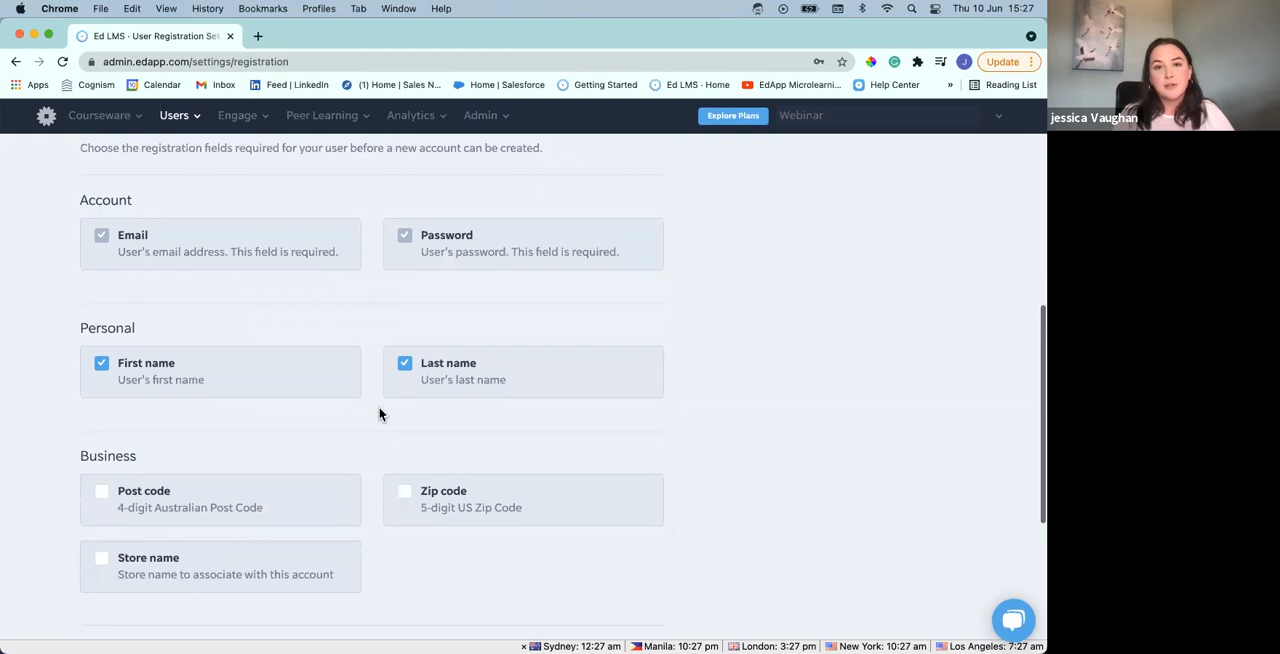 Chrome File Edit View History Bookmarks Profiles Tab Window Help Thu 10 Jun 15:27
Ed LMS · User Registration Set
admin.edapp.com/settings/registration Update
Apps Cognism Calendar Inbox Feed | LinkedIn (1) Home | Sales N... Home | Salesforce Getting Started Ed LMS · Home EdApp Microlearni... Help Center » Reading List
Courseware Users Engage Peer Learning Analytics Admin Explore Plans Webinar
jessica Vaughan
Choose the registration fields required for your user before a new account can be created.
Account
Email
User's email address. This field is required.
Password
User's password. This field is required.
Personal
First name
User's first name
Last name
User's last name
Business
Post code
4-digit Australian Post Code
Zip code
5-digit US Zip Code
Store name
Store name to associate with this account
× Sydney: 12:27 am Manila: 10:27 pm London: 3:27 pm New York: 10:27 am Los Angeles: 7:27 am